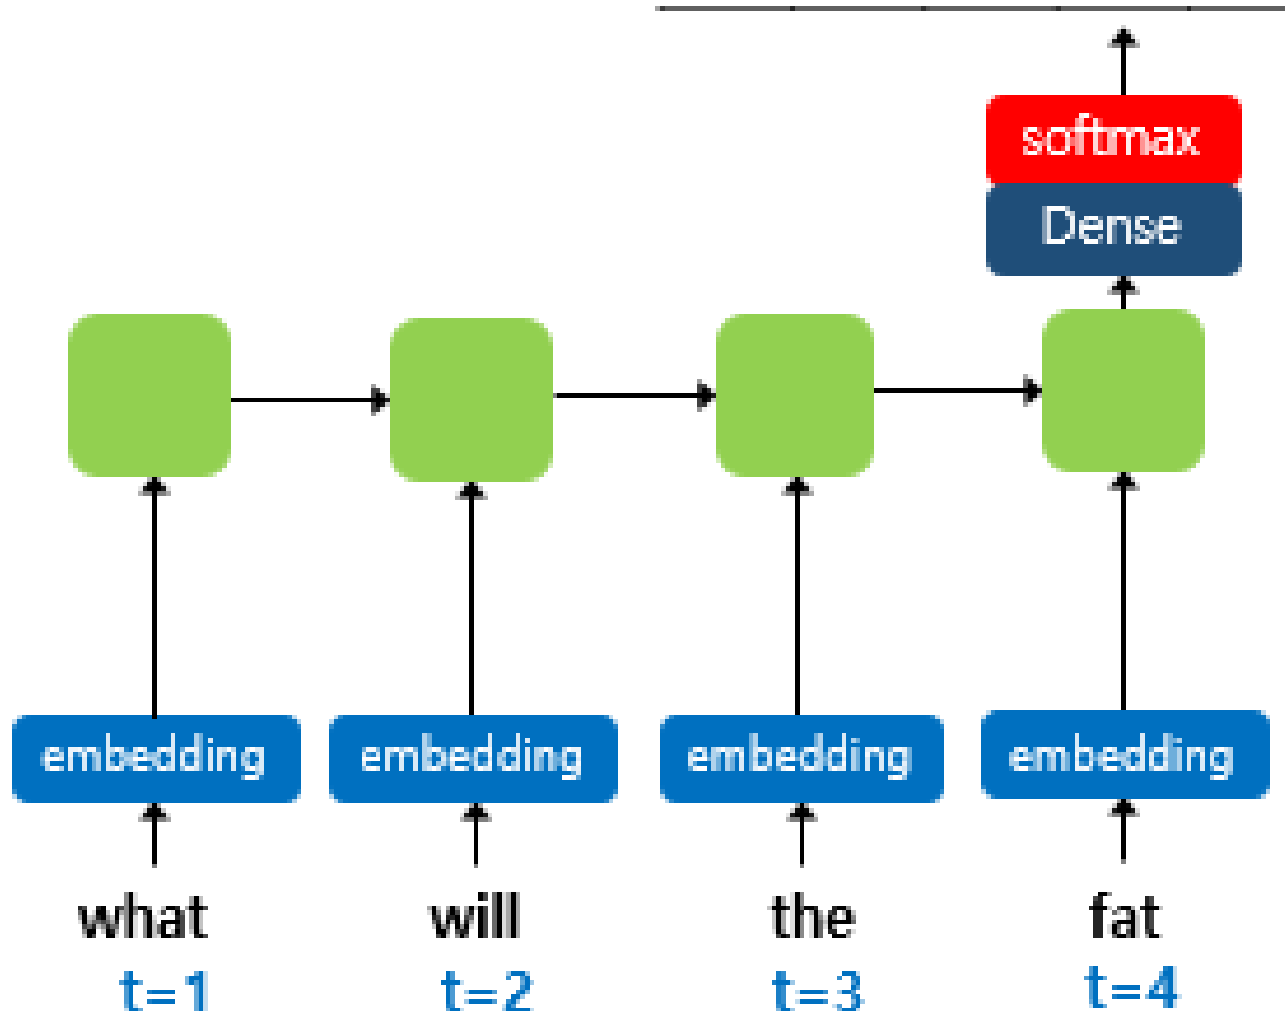 softmax
Dense
embedding embedding embedding embedding
what will the fat
t=1 t=2 t=3 t=4